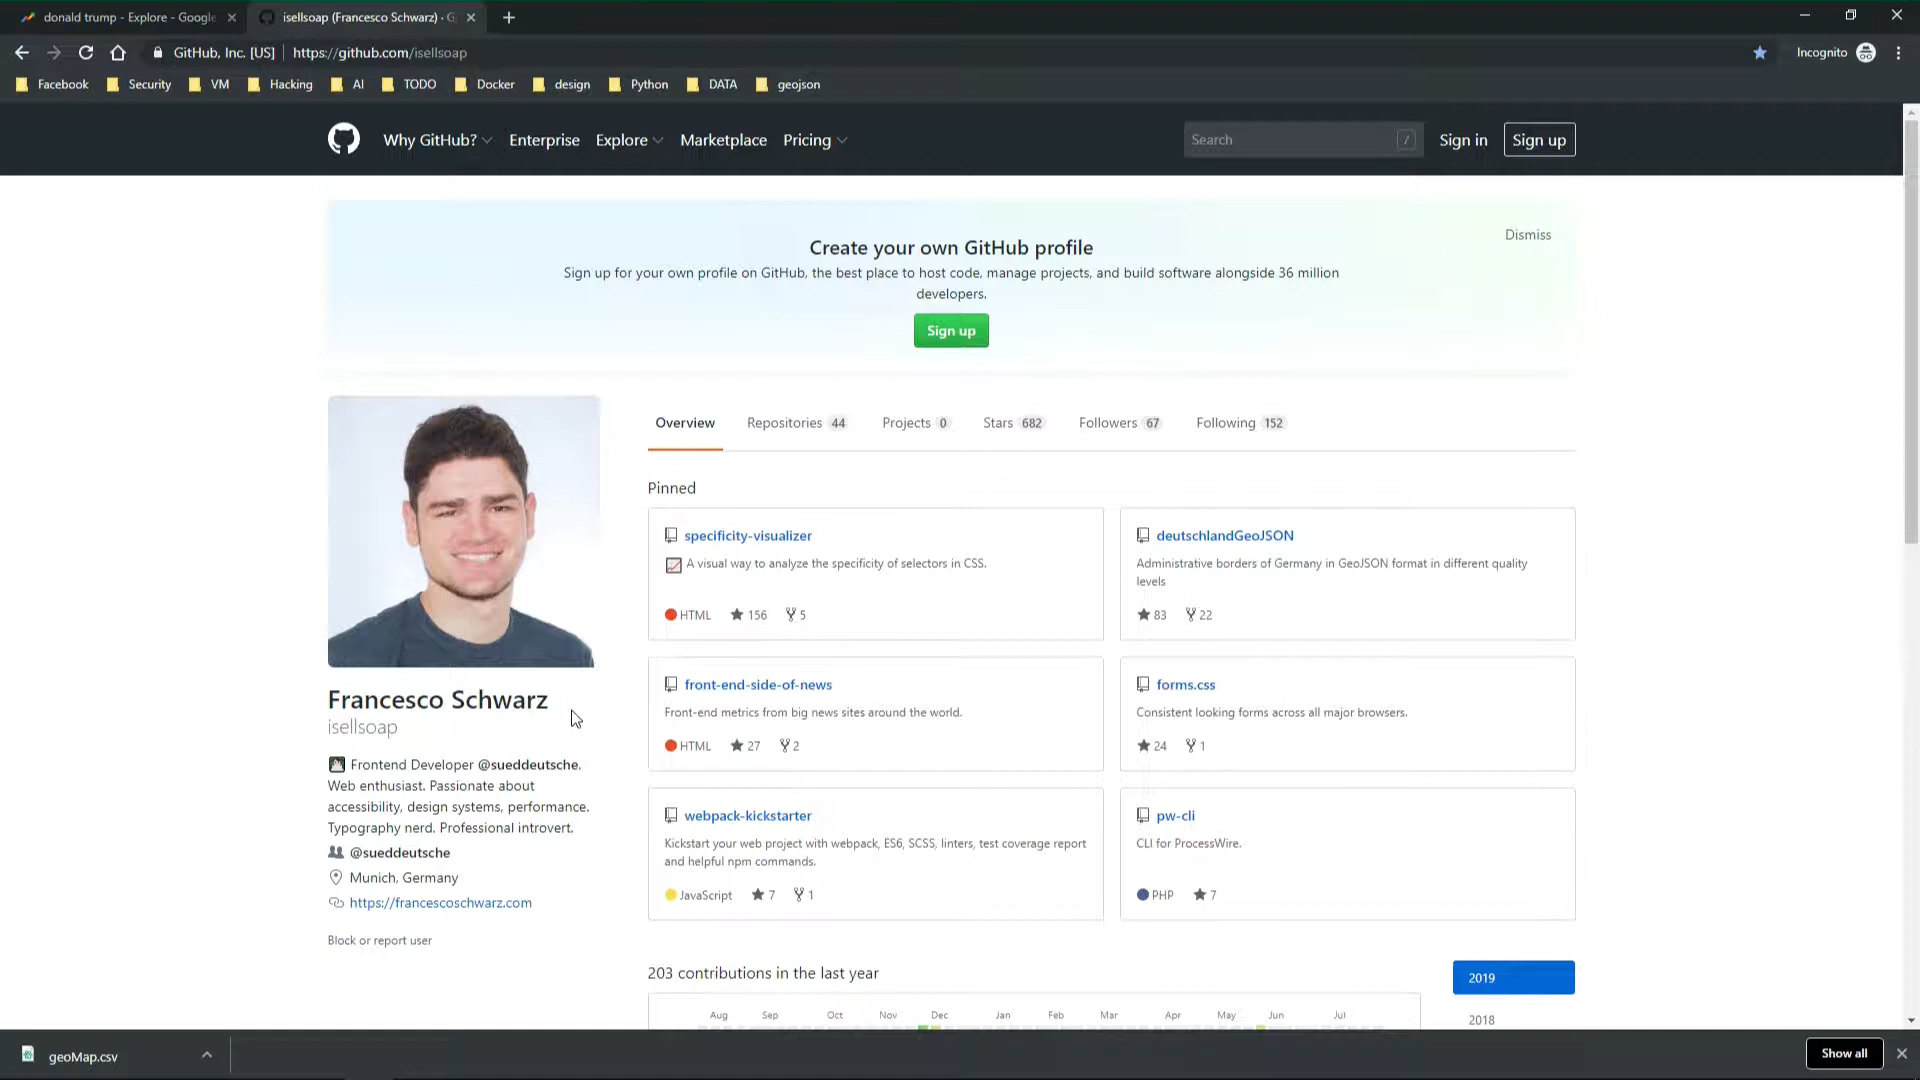 donald trump - Explore - Google
isellsoap (Francesco Schwarz) · G
GitHub, Inc. [US]
https://github.com/isellsoap
Incognito
Facebook
Security
VM
Hacking
AI
TODO
Docker
design
Python
DATA
geojson
Why GitHub?
Enterprise
Explore
Marketplace
Pricing
Search
/
Sign in
Sign up
Create your own GitHub profile
Dismiss
Sign up for your own profile on GitHub, the best place to host code, manage projects, and build software alongside 36 million
developers.
Sign up
Overview
Repositories 44
Projects 0
Stars 682
Followers 67
Following 152
Pinned
specificity-visualizer
A visual way to analyze the specificity of selectors in CSS.
HTML 156 5
deutschlandGeoJSON
Administrative borders of Germany in GeoJSON format in different quality
levels
83 22
front-end-side-of-news
Front-end metrics from big news sites around the world.
HTML 27 2
forms.css
Consistent looking forms across all major browsers.
24 1
webpack-kickstarter
Kickstart your web project with webpack, ES6, SCSS, linters, test coverage report
and helpful npm commands.
JavaScript 7 1
pw-cli
CLI for ProcessWire.
PHP 7
Francesco Schwarz
isellsoap
Frontend Developer @sueddeutsche.
Web enthusiast. Passionate about
accessibility, design systems, performance.
Typography nerd. Professional introvert.
@sueddeutsche
Munich, Germany
https://francescoschwarz.com
Block or report user
203 contributions in the last year
2019
2018
Aug Sep Oct Nov Dec Jan Feb Mar Apr May Jun Jul
geoMap.csv
Show all